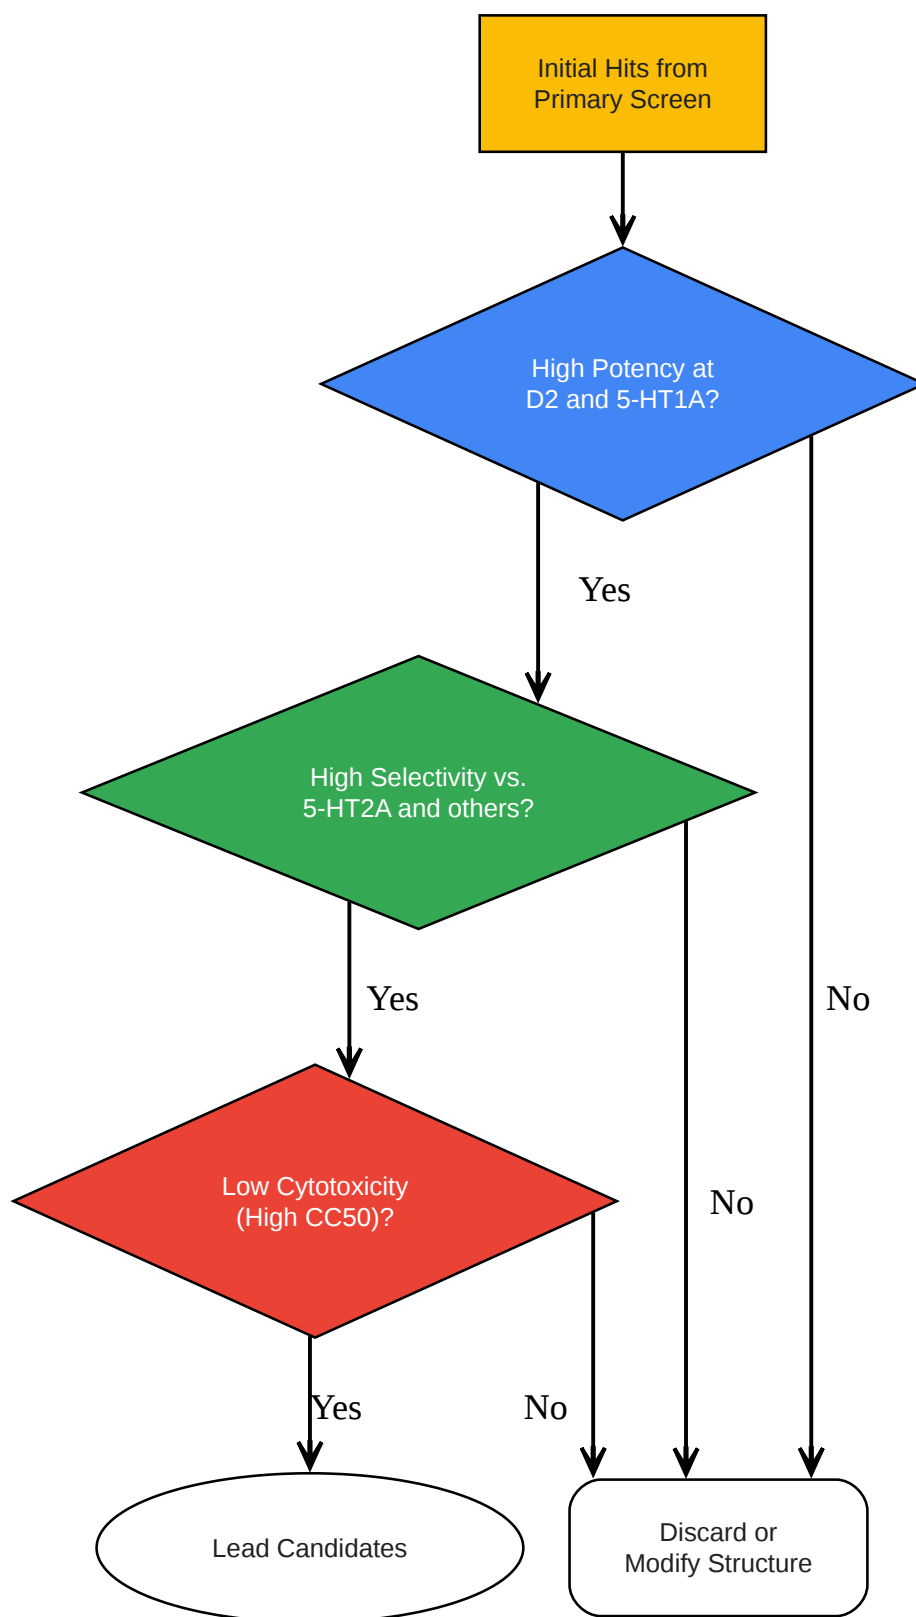 Initial Hits from
Primary Screen
High Potency at
D2 and 5-HT1A?
Yes
High Selectivity vs.
5-HT2A and others?
Yes
No
Low Cytotoxicity
(High CC50)?
No
Yes
No
Lead Candidates
Discard or
Modify Structure